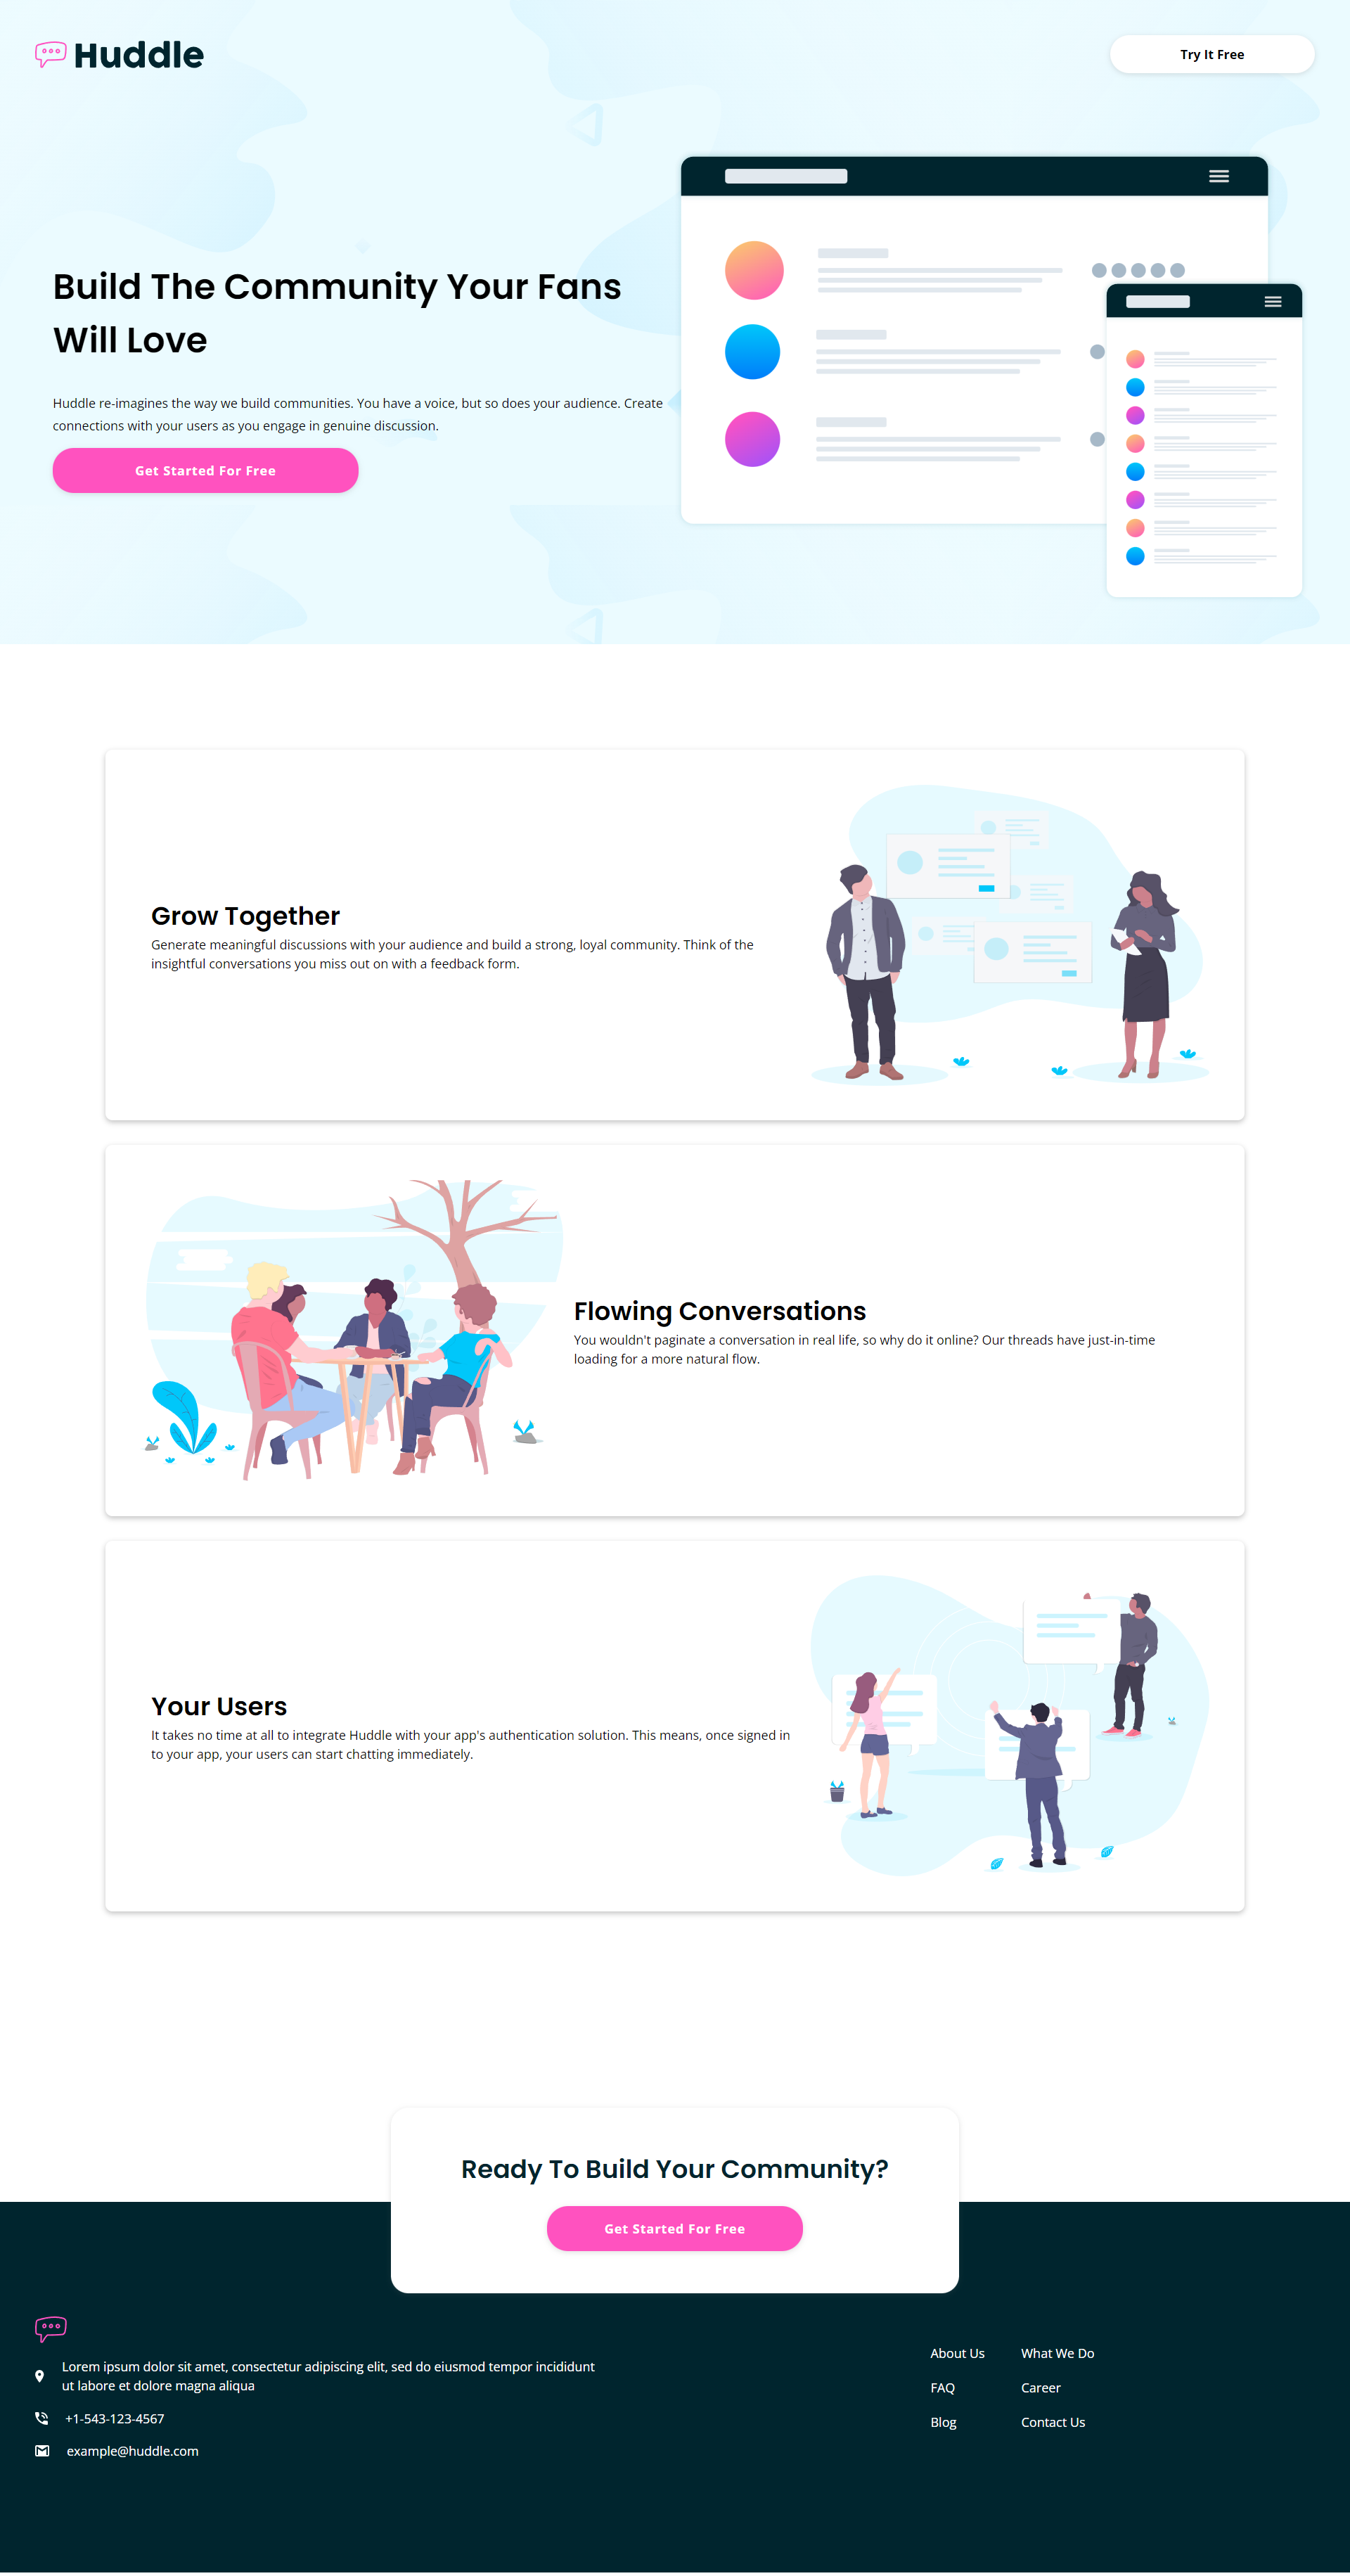 Huddle
Try It Free
Build The Community Your Fans
Will Love
Huddle re-imagines the way we build communities. You have a voice, but so does your audience. Create
connections with your users as you engage in genuine discussion.
Get Started For Free
Grow Together
Generate meaningful discussions with your audience and build a strong, loyal community. Think of the
insightful conversations you miss out on with a feedback form.
Flowing Conversations
You wouldn't paginate a conversation in real life, so why do it online? Our threads have just-in-time
loading for a more natural flow.
Your Users
It takes no time at all to integrate Huddle with your app's authentication solution. This means, once signed in
to your app, your users can start chatting immediately.
Ready To Build Your Community?
Get Started For Free
Lorem ipsum dolor sit amet, consectetur adipiscing elit, sed do eiusmod tempor incididunt
ut labore et dolore magna aliqua
+1-543-123-4567
example@huddle.com
About Us
What We Do
FAQ
Career
Blog
Contact Us